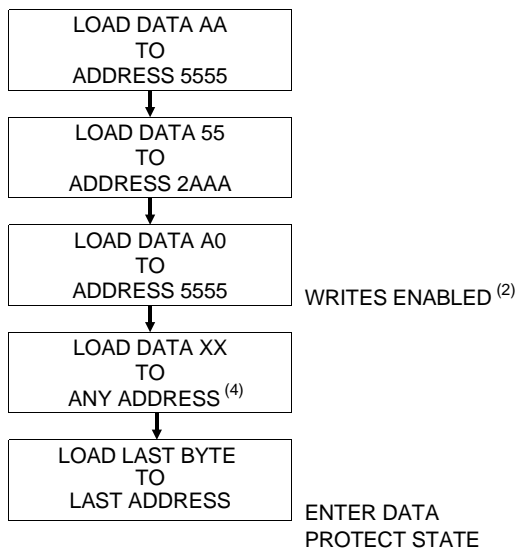 LOAD DATA AA
TO
ADDRESS 5555
LOAD DATA 55
TO
ADDRESS 2AAA
LOAD DATA A0
TO
ADDRESS 5555
WRITES ENABLED (2)
LOAD DATA XX
TO
ANY ADDRESS (4)
LOAD LAST BYTE
TO
LAST ADDRESS
ENTER DATA
PROTECT STATE